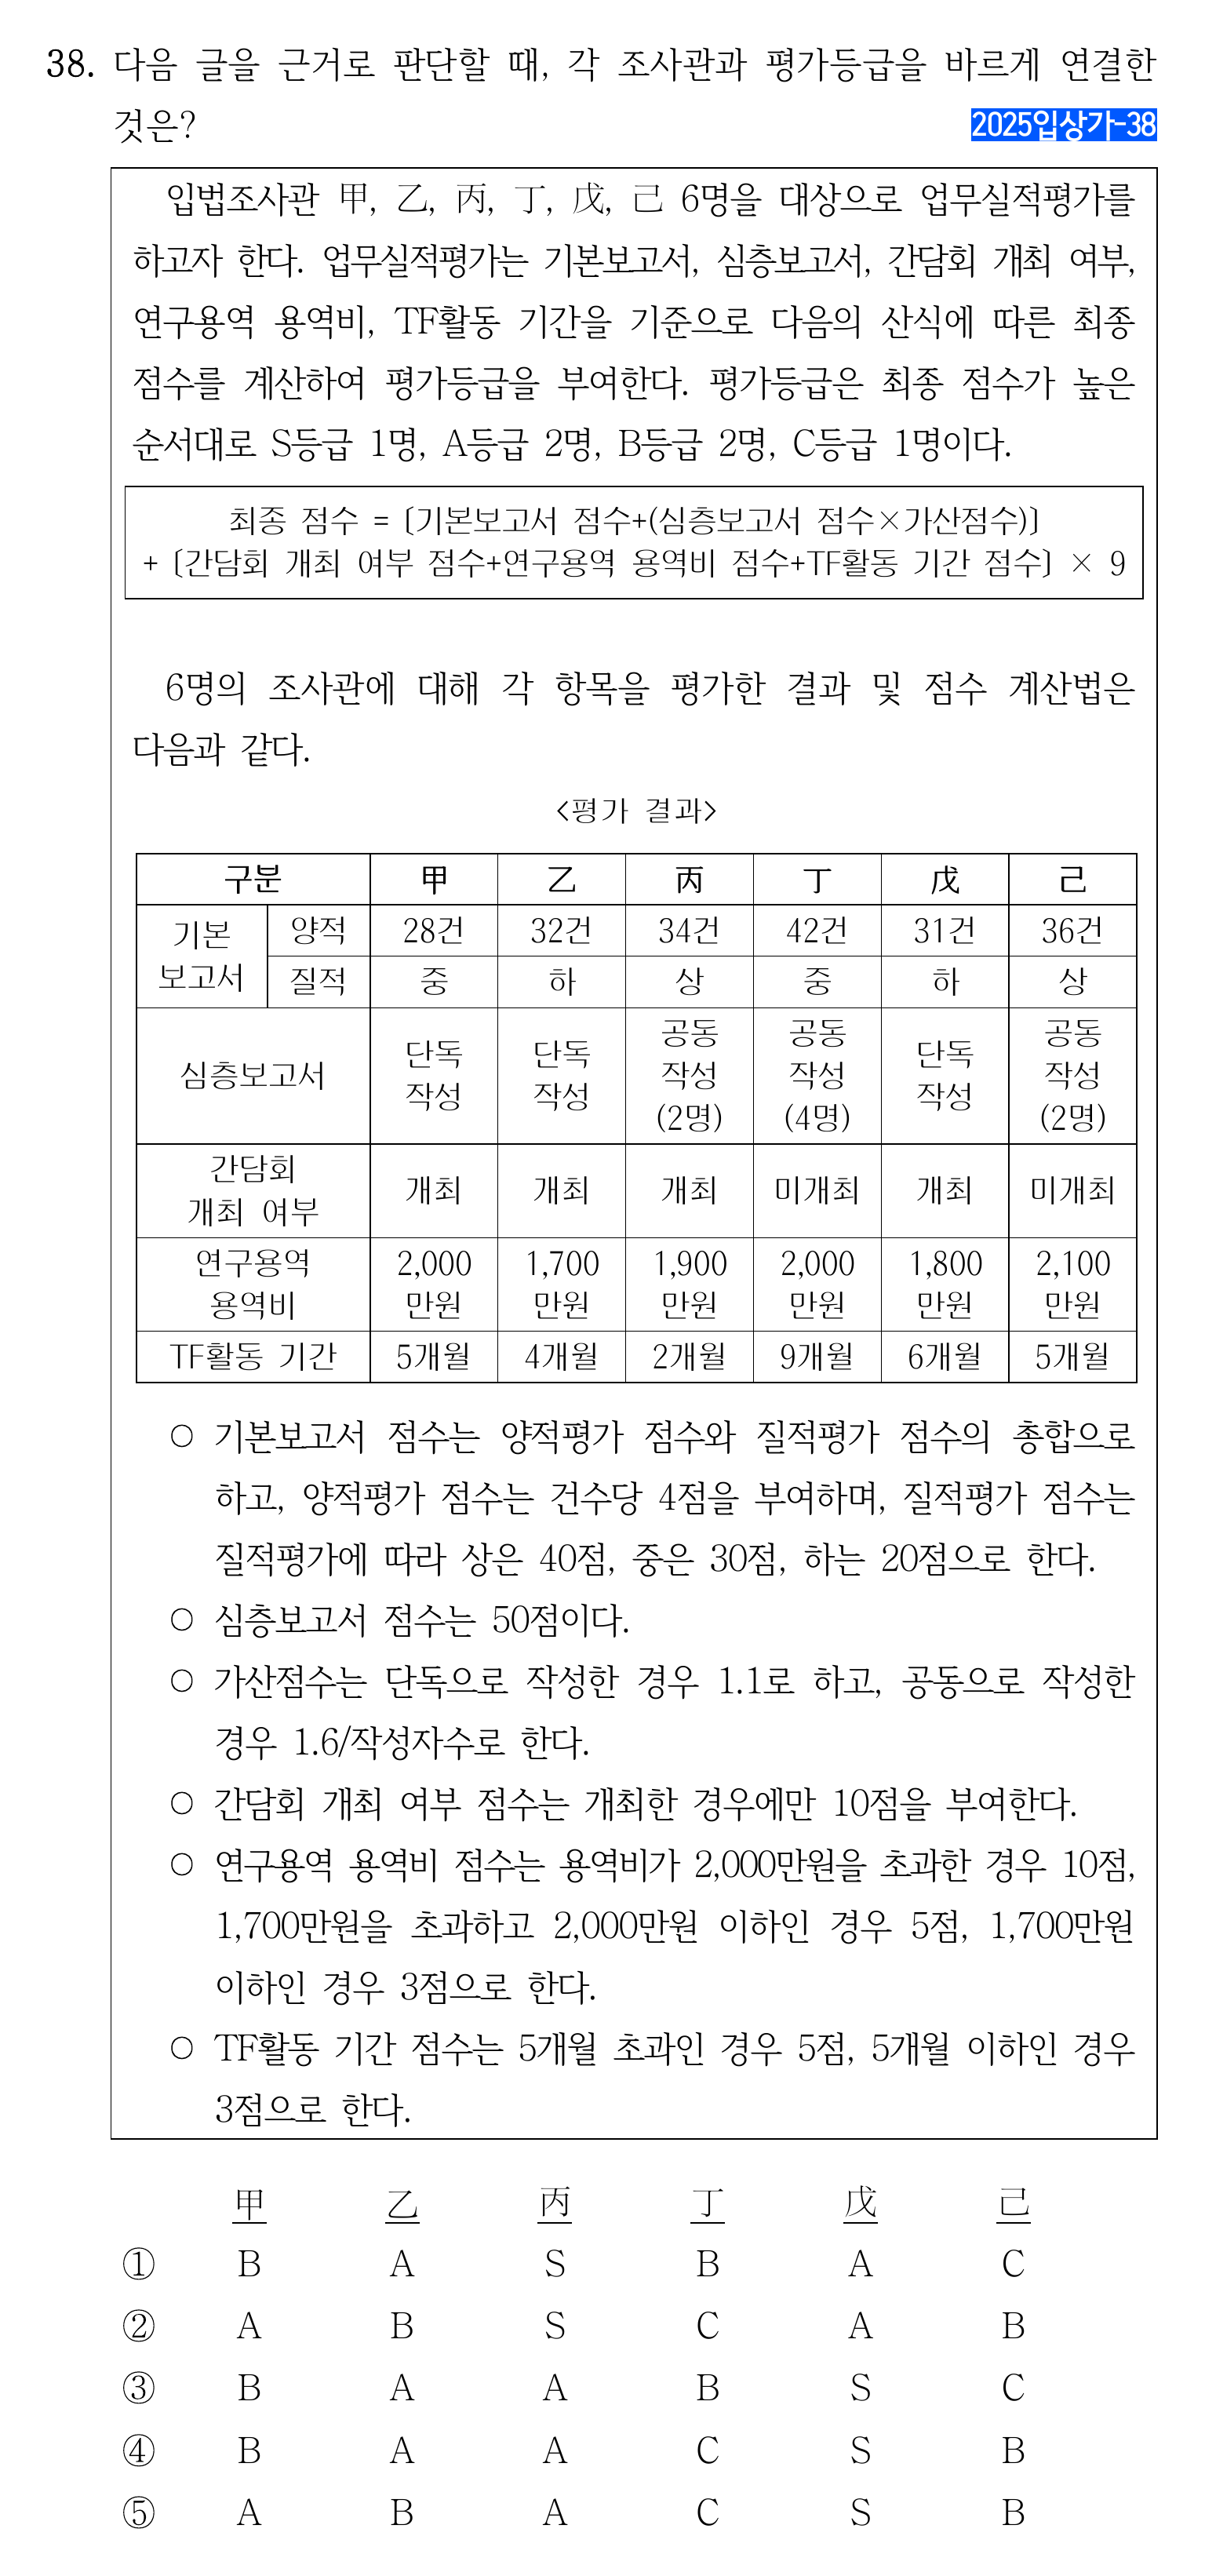 38. 다음 글을 근거로 판단할 때, 각 조사관과 평가등급을 바르게 연결한
것은? 2025입상가-38
입법조사관 甲, 乙, 丙, 丁, 戊, 己 6명을 대상으로 업무실적평가를
하고자 한다. 업무실적평가는 기본보고서, 심층보고서, 간담회 개최 여부,
연구용역 용역비, TF활동 기간을 기준으로 다음의 산식에 따른 최종
점수를 계산하여 평가등급을 부여한다. 평가등급은 최종 점수가 높은
순서대로 S등급 1명, A등급 2명, B등급 2명, C등급 1명이다.
최종 점수 = 〔기본보고서 점수+(심층보고서 점수×가산점수)〕
+〔간담회 개최 여부 점수+연구용역 용역비 점수+TF활동 기간 점수〕 × 9
6명의 조사관에 대해 각 항목을 평가한 결과 및 점수 계산법은
다음과 같다.
<평가 결과>
구분 甲 乙 丙 丁 戊 己
기본
보고서
양적 28건 32건 34건 42건 31건 36건
질적 중 하 상 중 하 상
심층보고서
단독
작성
단독
작성
공동
작성
(2명)
공동
작성
(4명)
단독
작성
공동
작성
(2명)
간담회
개최 여부
개최 개최 개최 미개최 개최 미개최
연구용역
용역비
2,000
만원
1,700
만원
1,900
만원
2,000
만원
1,800
만원
2,100
만원
TF활동 기간 5개월 4개월 2개월 9개월 6개월 5개월
○ 기본보고서 점수는 양적평가 점수와 질적평가 점수의 총합으로
하고, 양적평가 점수는 건수당 4점을 부여하며, 질적평가 점수는
질적평가에 따라 상은 40점, 중은 30점, 하는 20점으로 한다.
○ 심층보고서 점수는 50점이다.
○ 가산점수는 단독으로 작성한 경우 1.1로 하고, 공동으로 작성한
경우 1.6/작성자수로 한다.
○ 간담회 개최 여부 점수는 개최한 경우에만 10점을 부여한다.
○ 연구용역 용역비 점수는 용역비가 2,000만원을 초과한 경우 10점,
1,700만원을 초과하고 2,000만원 이하인 경우 5점, 1,700만원
이하인 경우 3점으로 한다.
○ TF활동 기간 점수는 5개월 초과인 경우 5점, 5개월 이하인 경우
3점으로 한다.
甲 乙 丙 丁 戊 己
① B A S B A C
② A B S C A B
③ B A A B S C
④ B A A C S B
⑤ A B A C S B